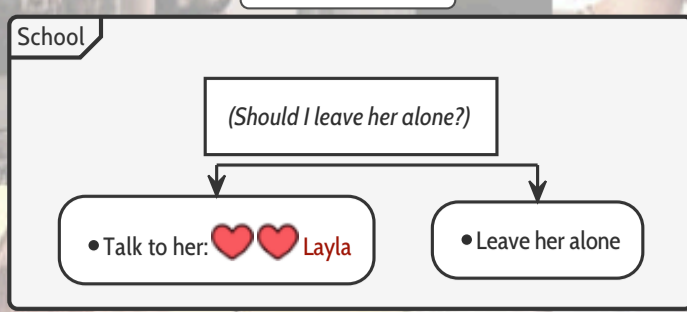 School
(Should I leave her alone?)
•Talk to her: Layla
•Leave her alone